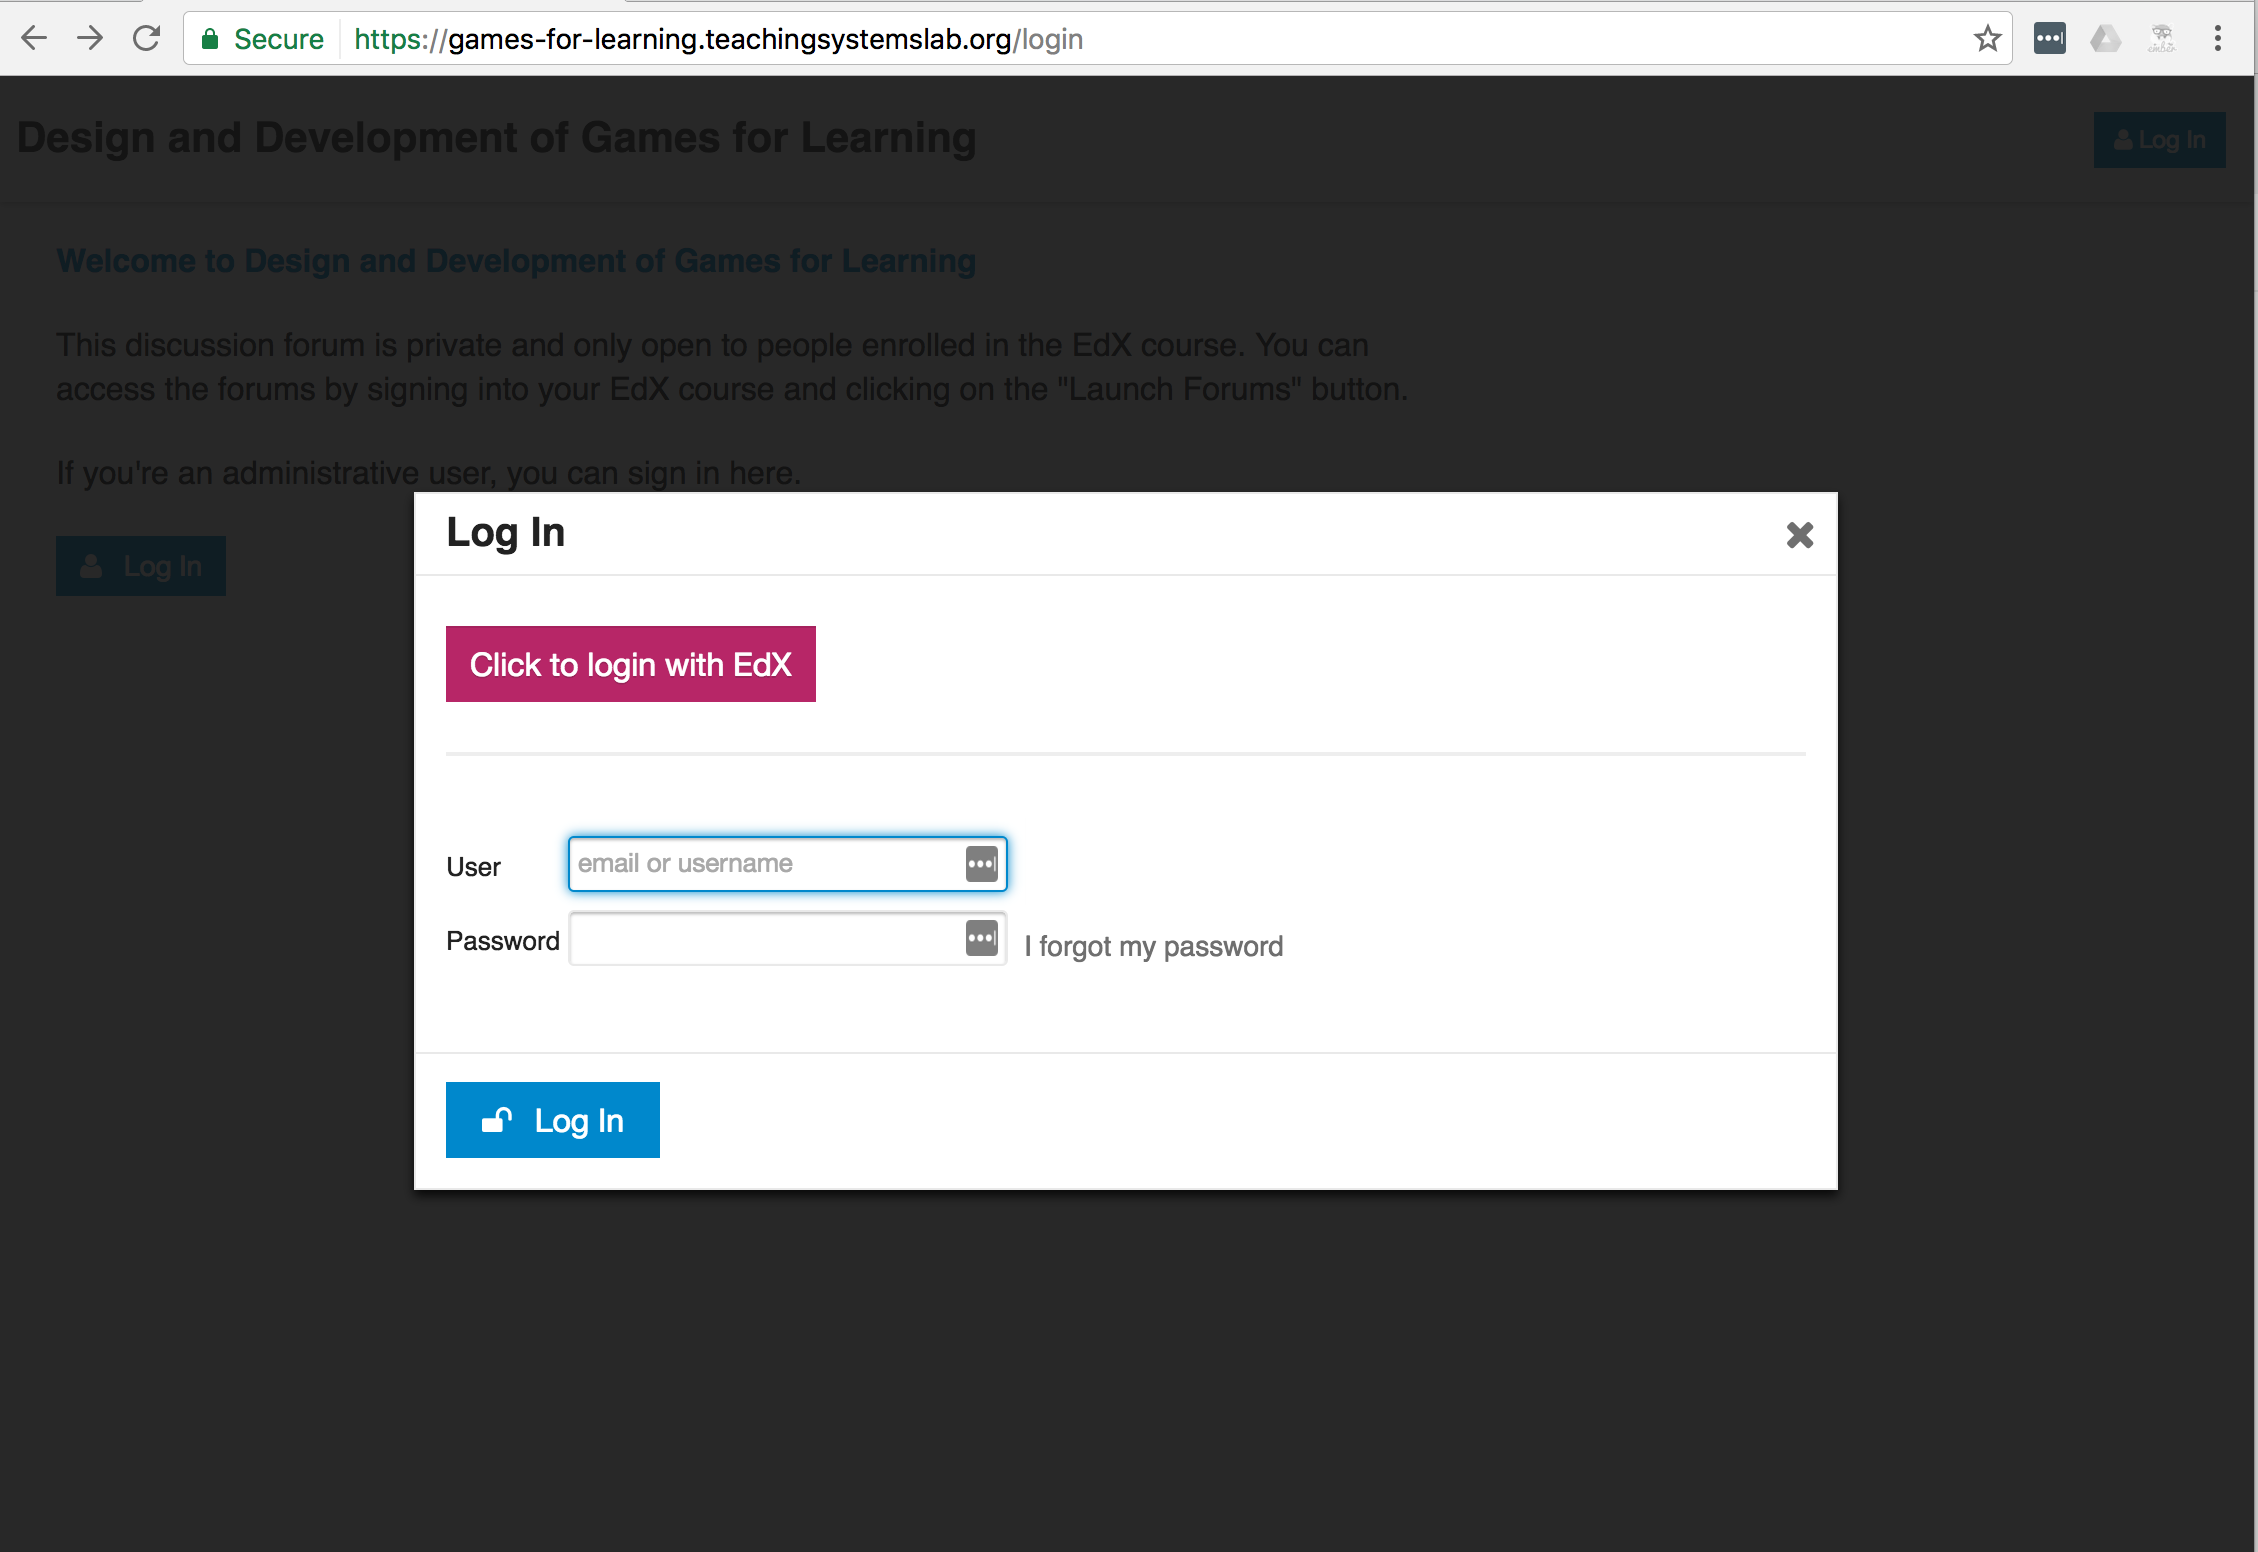 Secure https://games-for-learning.teachingsystemslab.org/login
Design and Development of Games for Learning
Log In
Welcome to Design and Development of Games for Learning
This discussion forum is private and only open to people enrolled in the EdX course. You can
access the forums by signing into your EdX course and clicking on the "Launch Forums" button.
If you're an administrative user, you can sign in here.
Log In
Log In
Click to login with EdX
User
email or username
Password
I forgot my password
Log In